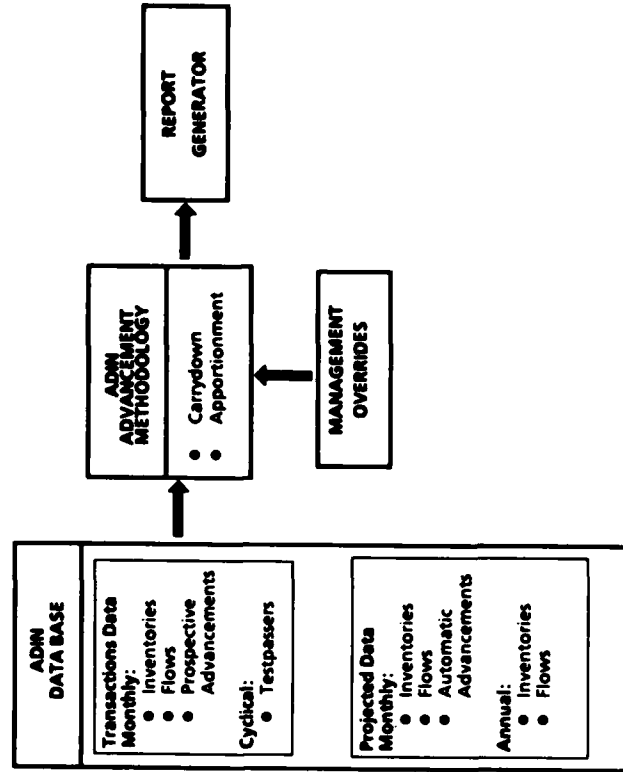 ADIN
DATA BASE
Transactions Data
Monthly:
● Inventories
● Flows
● Prospective
Advancements
Cyclical:
● Testpassers
Projected Data
Monthly:
● Inventories
● Flows
● Automatic
Advancements
Annual:
● Inventories
● Flows
ADIN
ADVANCEMENT
METHODOLOGY
● Carrydown
● Apportionment
MANAGEMENT
OVERRIDES
REPORT
GENERATOR